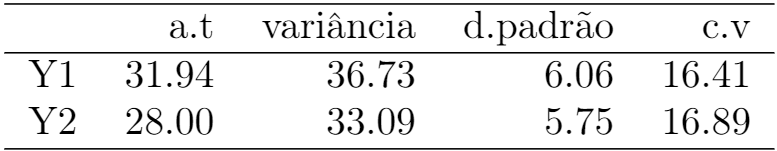 a.t variância d.padrão c.v
Y1 31.94 36.73 6.06 16.41
Y2 28.00 33.09 5.75 16.89